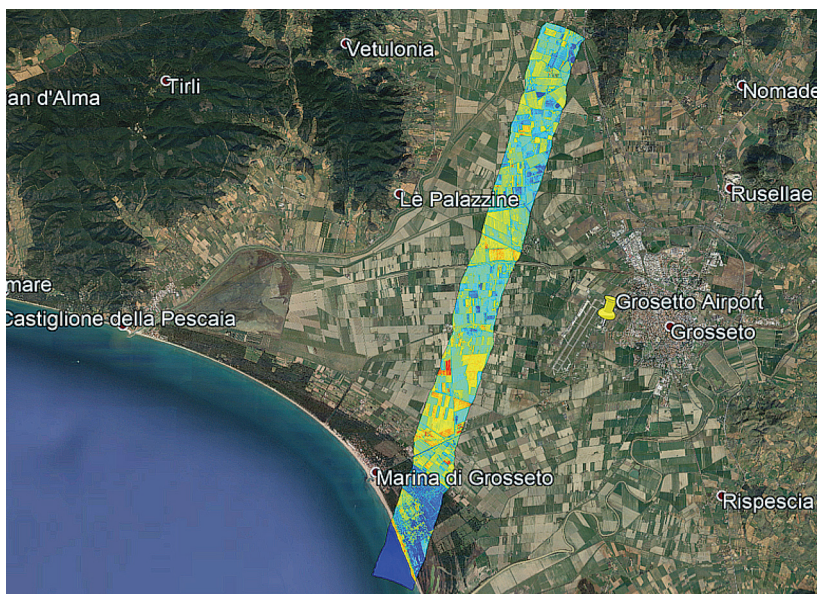 Vetulonia
Tirli
an d'Alma
Nomade
Le Palazzine
Rusellae
mare
Grosetto Airport
Castiglione della Pescaia
Grosseto
Marina di Grosseto
Rispescia